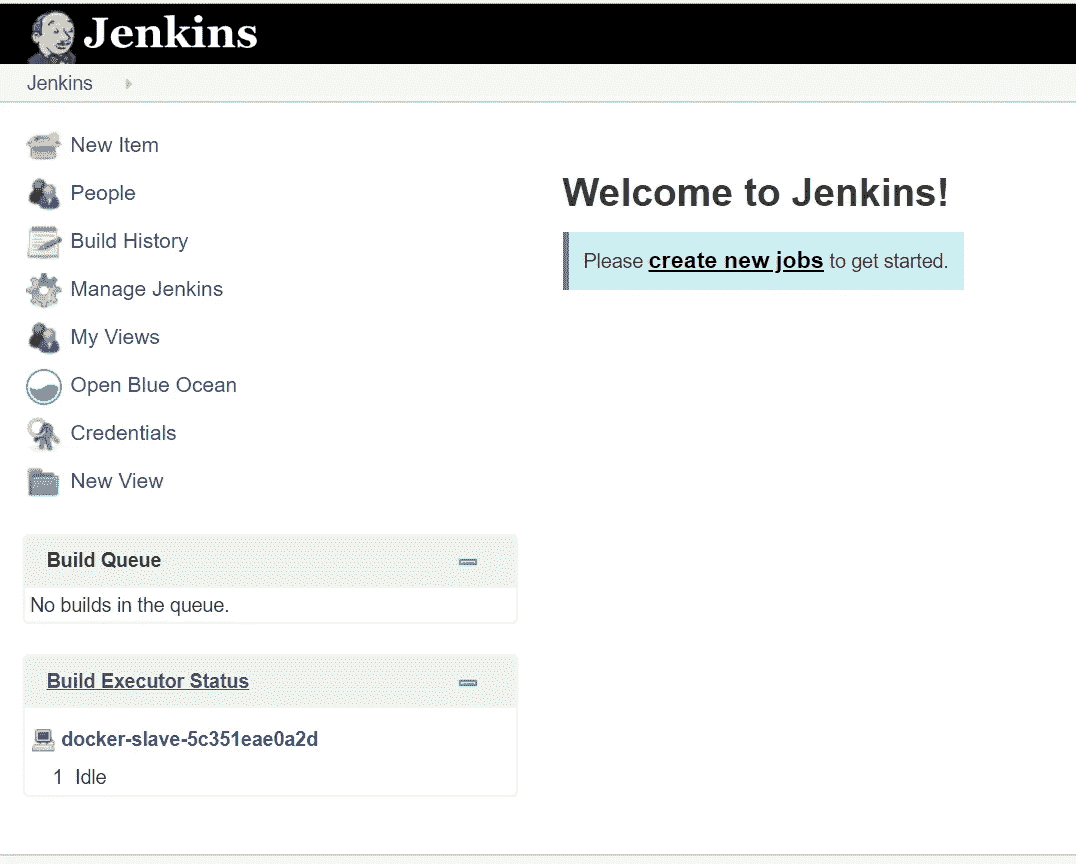 Jenkins
Jenkins
New Item
People
Build History
Manage Jenkins
My Views
Open Blue Ocean
Credentials
New View
Welcome to Jenkins!
Please create new jobs to get started.
Build Queue
No builds in the queue.
Build Executor Status
docker-slave-5c351eae0a2d
1 Idle